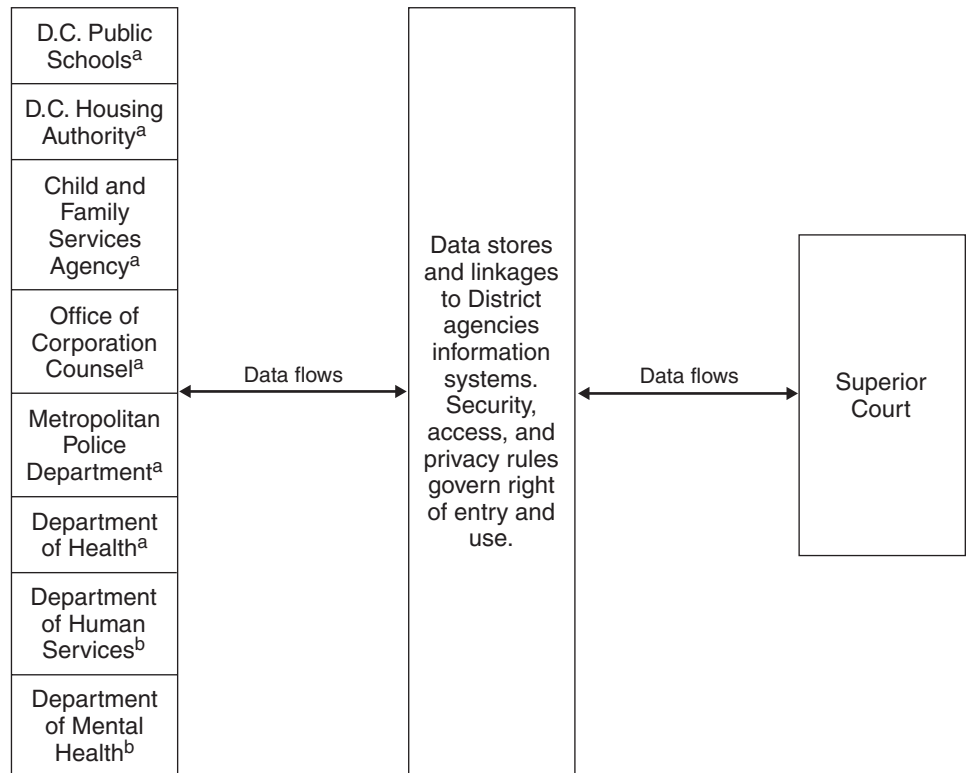 D.C. Public
Schoolsᵃ
D.C. Housing
Authorityᵃ
Child and
Family
Services
Agencyᵃ
Office of
Corporation
Counselᵃ
Metropolitan
Police
Departmentᵃ
Department
of Healthᵃ
Department
of Human
Servicesᵇ
Department
of Mental
Healthᵇ
Data flows
Data stores
and linkages
to District
agencies
information
systems.
Security,
access, and
privacy rules
govern right
of entry and
use.
Data flows
Superior
Court